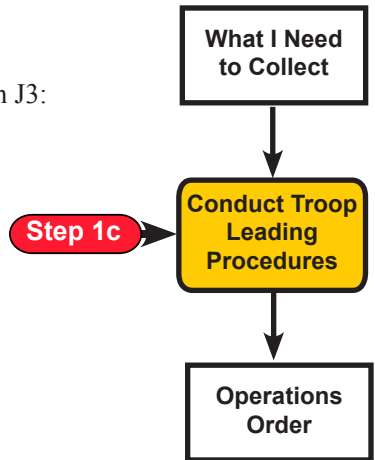 What I Need
to Collect
n J3:
Step 1c
Conduct Troop
Leading
Procedures
Operations
Order